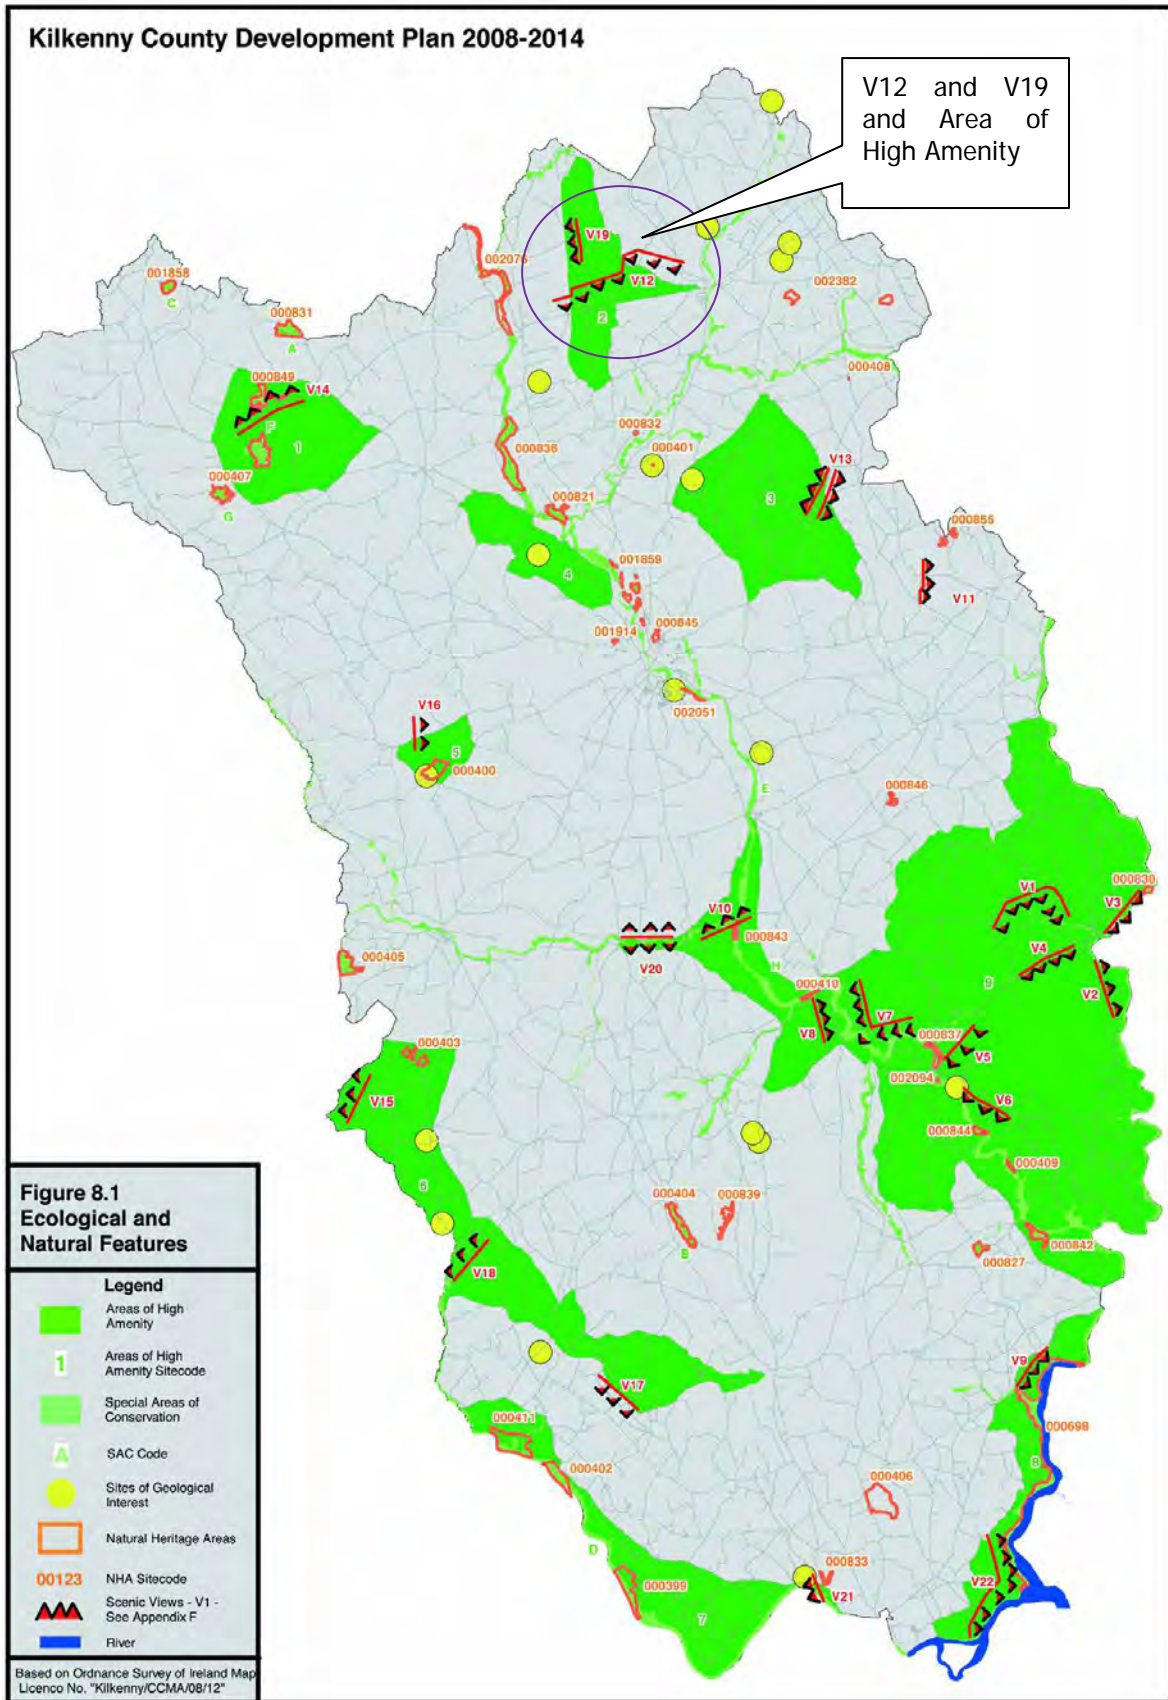 Kilkenny County Development Plan 2008-2014
V12 and V19
and Area of
High Amenity
V19
002076
V12
2
001858
C
000831
A
002382
000408
000849
V14
F
1
000407
G
000832
000401
000836
V13
3
000821
000855
4
001859
V11
001914
000845
002051
V16
5
000400
E
000846
V1
000830
V3
V10
000843
V4
V20
000405
H
9
V2
000410
V7
V8
000837
V5
000403
002094
V15
V6
000844
000409
6
000404
000839
B
000842
000827
V18
V9
V17
000698
000411
8
000402
000406
D
000833
000399
V22
V21
7
Figure 8.1
Ecological and
Natural Features
Legend
Areas of High
Amenity
1
Areas of High
Amenity Sitecode
Special Areas of
Conservation
A
SAC Code
Sites of Geological
Interest
Natural Heritage Areas
00123
NHA Sitecode
Scenic Views - V1 -
See Appendix F
River
Based on Ordnance Survey of Ireland Map
Licenco No. "Kilkenny/CCMA/08/12"